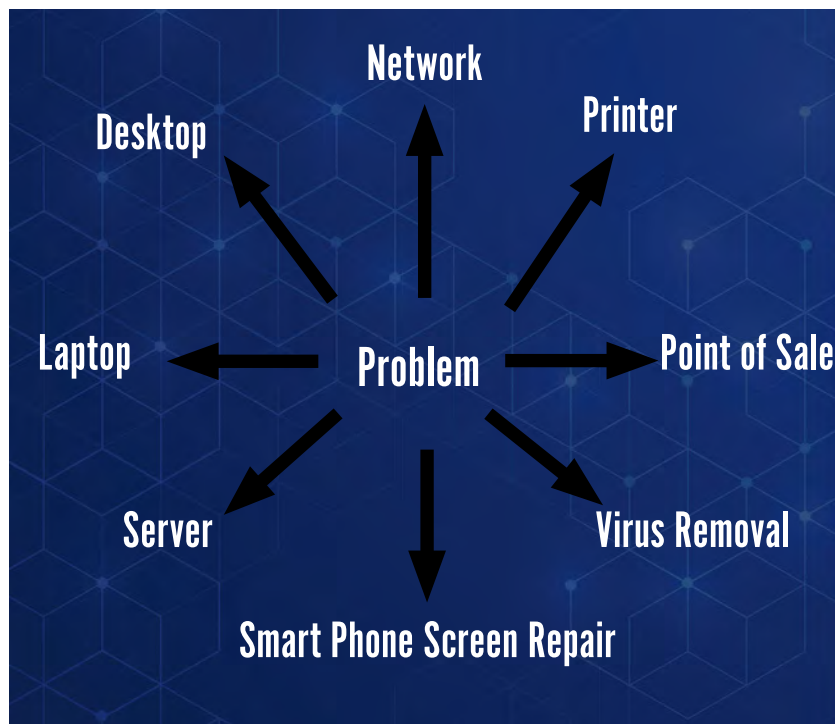 Network
Printer
Desktop
Laptop
Problem
Point of Sale
Server
Virus Removal
Smart Phone Screen Repair